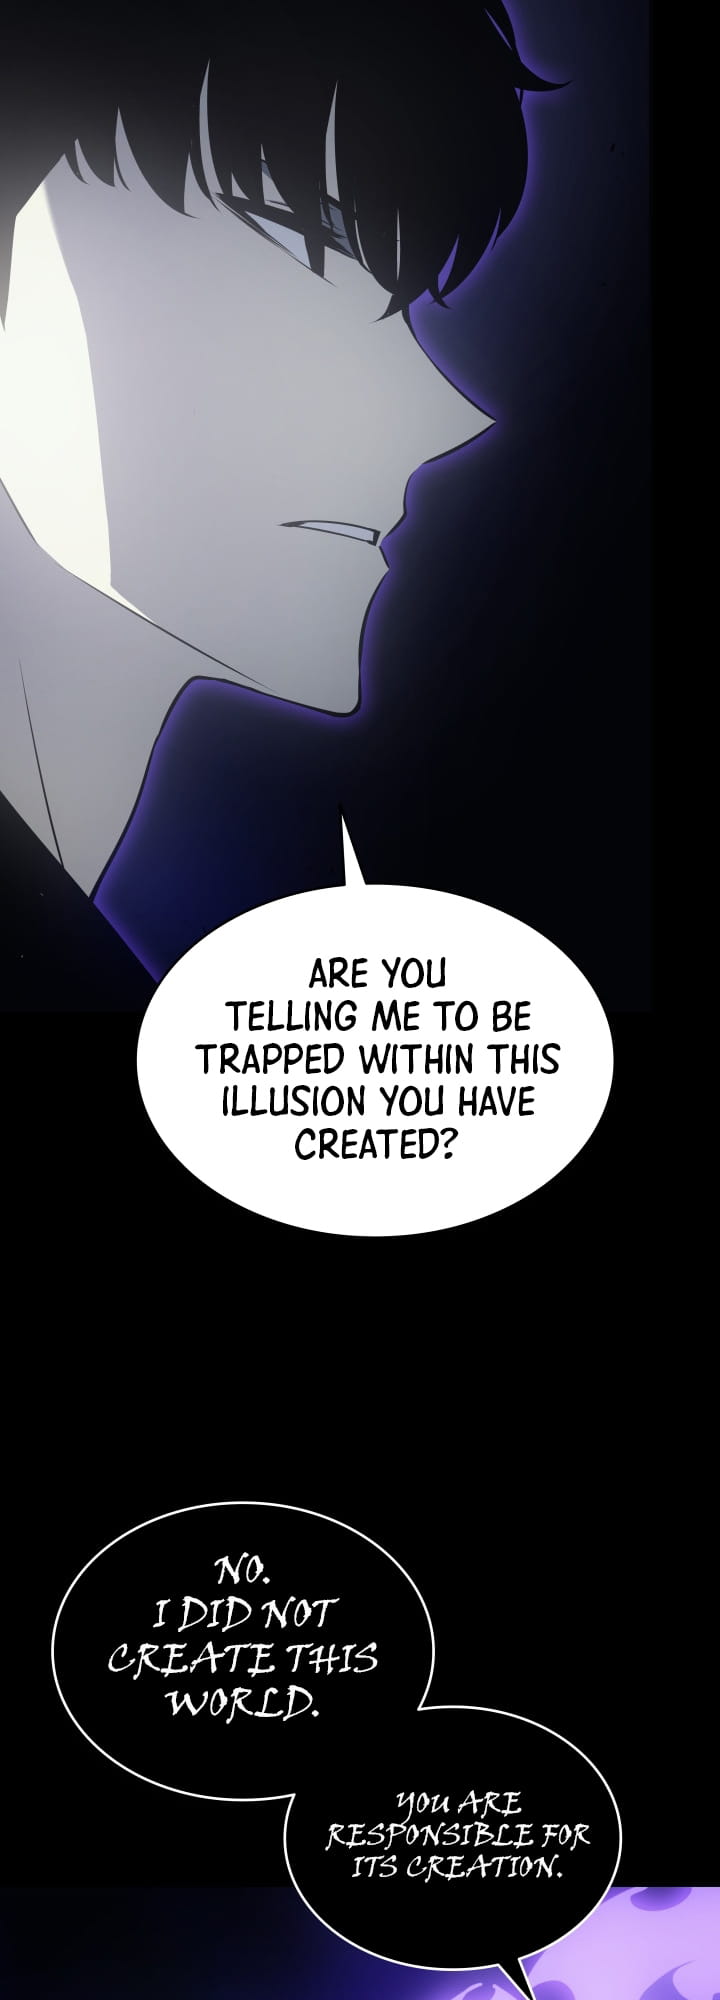 ARE YOU
TELLING ME TO BE
TRAPPED WITHIN THIS
ILLUSION YOU HAVE
CREATED?
NO.
I DID NOT
CREATE THIS
WORLD.
YOU ARE
RESPONSIBLE FOR
ITS CREATION.